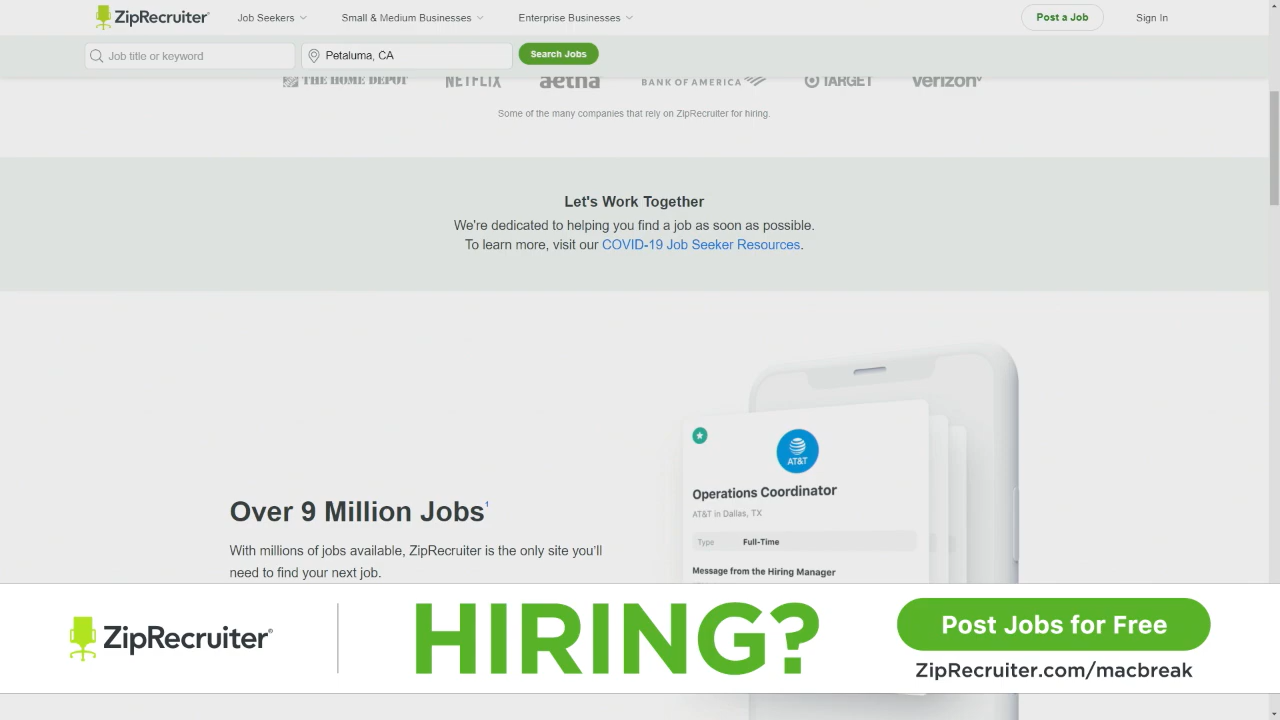 ZipRecruiter®
Job Seekers
Small & Medium Businesses
Enterprise Businesses
Post a Job
Sign In
Job title or keyword
Petaluma, CA
Search Jobs
THE HOME DEPOT
NETFLIX
aetna
BANK OF AMERICA
TARGET
verizon
Some of the many companies that rely on ZipRecruiter for hiring.
Let's Work Together
We're dedicated to helping you find a job as soon as possible.
To learn more, visit our COVID-19 Job Seeker Resources.
AT&T
Operations Coordinator
AT&T in Dallas, TX
Type Full-Time
Message from the Hiring Manager
Over 9 Million Jobs¹
With millions of jobs available, ZipRecruiter is the only site you'll
need to find your next job.
ZipRecruiter®
HIRING?
Post Jobs for Free
ZipRecruiter.com/macbreak